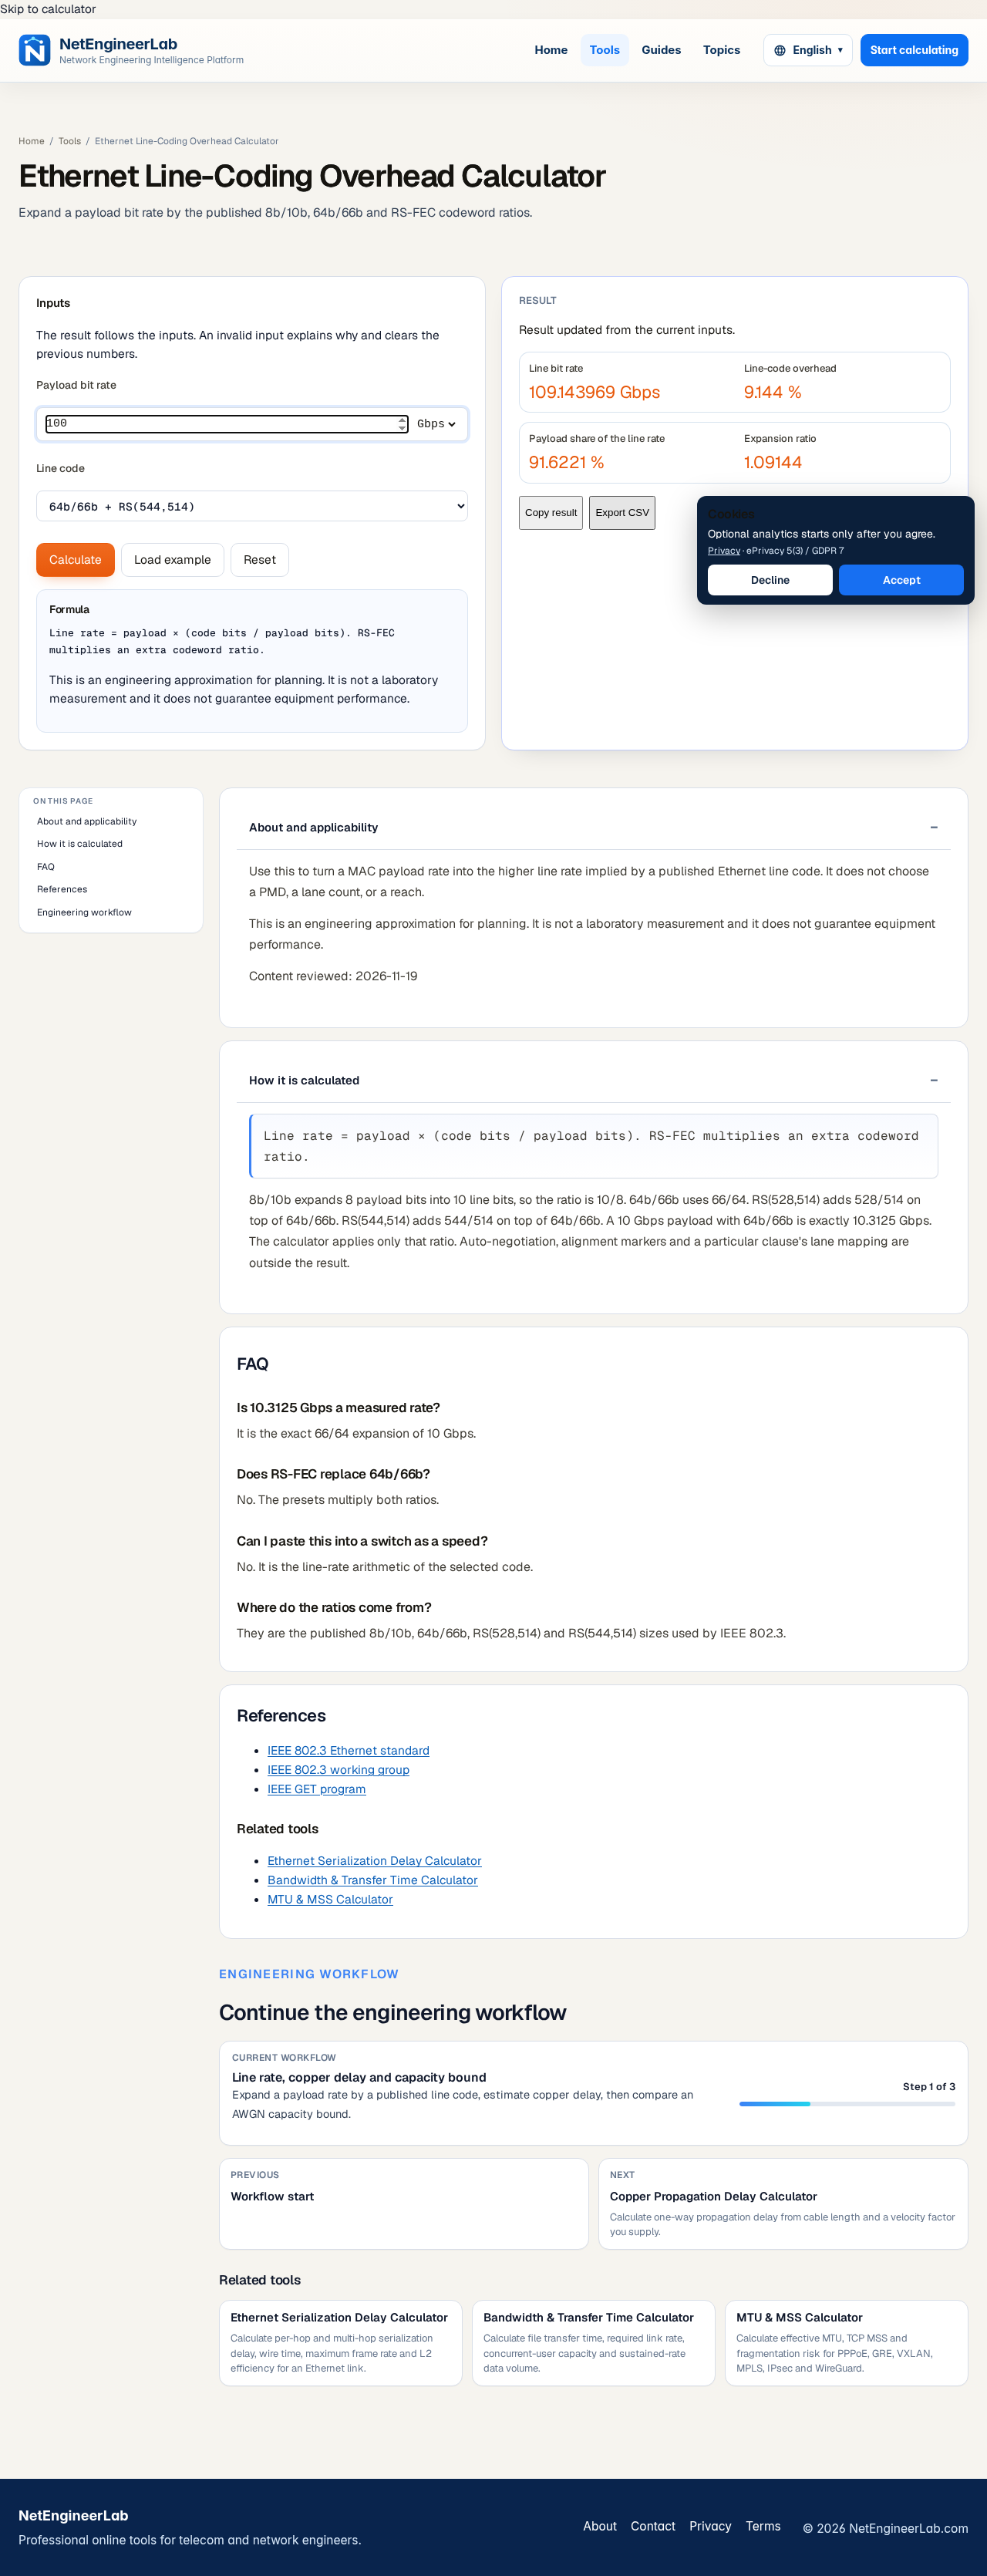 Skip to calculator
NetEngineerLab
Network Engineering Intelligence Platform
Home
Tools
Guides
Topics
English ▾
Start calculating
Home / Tools / Ethernet Line-Coding Overhead Calculator
Ethernet Line-Coding Overhead Calculator
Expand a payload bit rate by the published 8b/10b, 64b/66b and RS-FEC codeword ratios.
Inputs
The result follows the inputs. An invalid input explains why and clears the
previous numbers.
Payload bit rate
100
Gbps
Line code
64b/66b + RS(544,514)
Calculate
Load example
Reset
Formula
Line rate = payload × (code bits / payload bits). RS-FEC
multiplies an extra codeword ratio.
This is an engineering approximation for planning. It is not a laboratory
measurement and it does not guarantee equipment performance.
RESULT
Result updated from the current inputs.
Line bit rate
109.143969 Gbps
Line-code overhead
9.144 %
Payload share of the line rate
91.6221 %
Expansion ratio
1.09144
Copy result
Export CSV
Cookies
Optional analytics starts only after you agree.
Privacy · ePrivacy 5(3) / GDPR 7
Decline
Accept
ON THIS PAGE
About and applicability
How it is calculated
FAQ
References
Engineering workflow
About and applicability
−
Use this to turn a MAC payload rate into the higher line rate implied by a published Ethernet line code. It does not choose
a PMD, a lane count, or a reach.
This is an engineering approximation for planning. It is not a laboratory measurement and it does not guarantee equipment
performance.
Content reviewed: 2026-11-19
How it is calculated
−
Line rate = payload × (code bits / payload bits). RS-FEC multiplies an extra codeword
ratio.
8b/10b expands 8 payload bits into 10 line bits, so the ratio is 10/8. 64b/66b uses 66/64. RS(528,514) adds 528/514 on
top of 64b/66b. RS(544,514) adds 544/514 on top of 64b/66b. A 10 Gbps payload with 64b/66b is exactly 10.3125 Gbps.
The calculator applies only that ratio. Auto-negotiation, alignment markers and a particular clause's lane mapping are
outside the result.
FAQ
Is 10.3125 Gbps a measured rate?
It is the exact 66/64 expansion of 10 Gbps.
Does RS-FEC replace 64b/66b?
No. The presets multiply both ratios.
Can I paste this into a switch as a speed?
No. It is the line-rate arithmetic of the selected code.
Where do the ratios come from?
They are the published 8b/10b, 64b/66b, RS(528,514) and RS(544,514) sizes used by IEEE 802.3.
References
IEEE 802.3 Ethernet standard
IEEE 802.3 working group
IEEE GET program
Related tools
Ethernet Serialization Delay Calculator
Bandwidth & Transfer Time Calculator
MTU & MSS Calculator
ENGINEERING WORKFLOW
Continue the engineering workflow
CURRENT WORKFLOW
Line rate, copper delay and capacity bound
Expand a payload rate by a published line code, estimate copper delay, then compare an
AWGN capacity bound.
Step 1 of 3
PREVIOUS
Workflow start
NEXT
Copper Propagation Delay Calculator
Calculate one-way propagation delay from cable length and a velocity factor
you supply.
Related tools
Ethernet Serialization Delay Calculator
Calculate per-hop and multi-hop serialization
delay, wire time, maximum frame rate and L2
efficiency for an Ethernet link.
Bandwidth & Transfer Time Calculator
Calculate file transfer time, required link rate,
concurrent-user capacity and sustained-rate
data volume.
MTU & MSS Calculator
Calculate effective MTU, TCP MSS and
fragmentation risk for PPPoE, GRE, VXLAN,
MPLS, IPsec and WireGuard.
NetEngineerLab
Professional online tools for telecom and network engineers.
About
Contact
Privacy
Terms
© 2026 NetEngineerLab.com